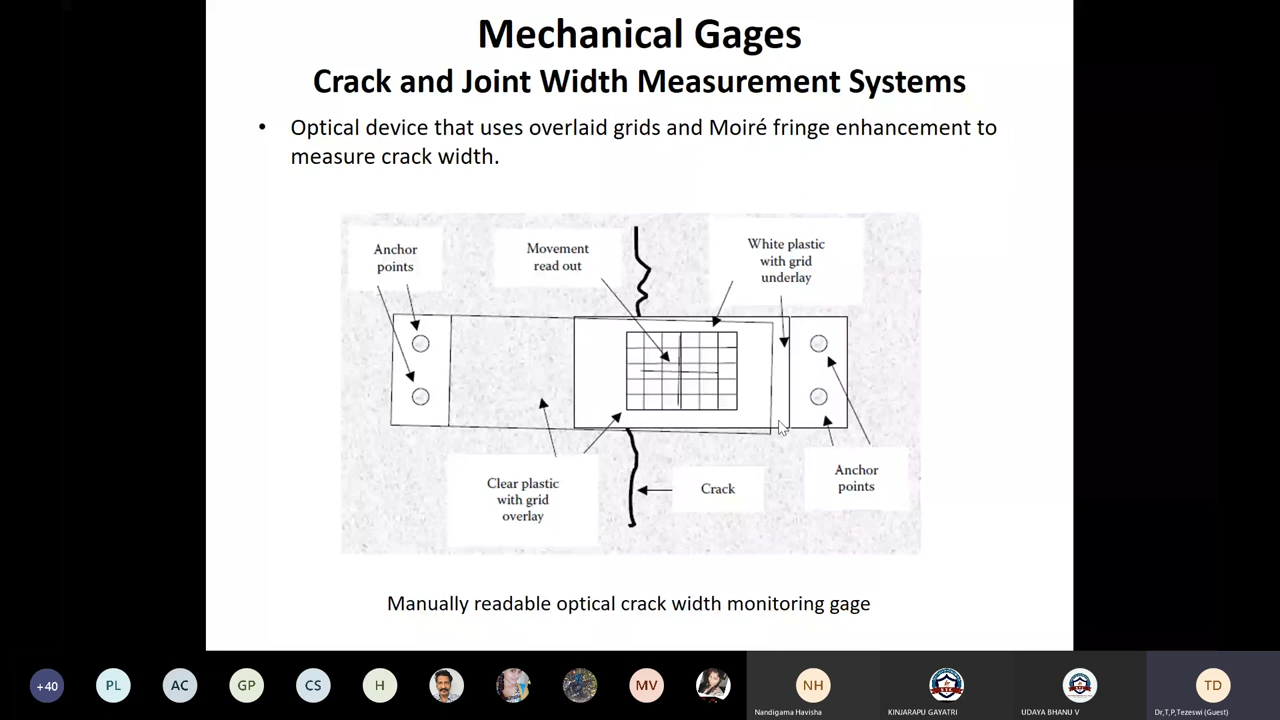 Mechanical Gages
Crack and Joint Width Measurement Systems
• Optical device that uses overlaid grids and Moiré fringe enhancement to
measure crack width.
Anchor
points
Movement
read out
White plastic
with grid
underlay
Clear plastic
with grid
overlay
Crack
Anchor
points
Manually readable optical crack width monitoring gage
+40
PL
AC
GP
CS
H
MV
NH
TD
Nandigama Havisha
KINJARAPU GAYATRI
UDAYA BHANU V
Dr,T,P,Tezeswi (Guest)